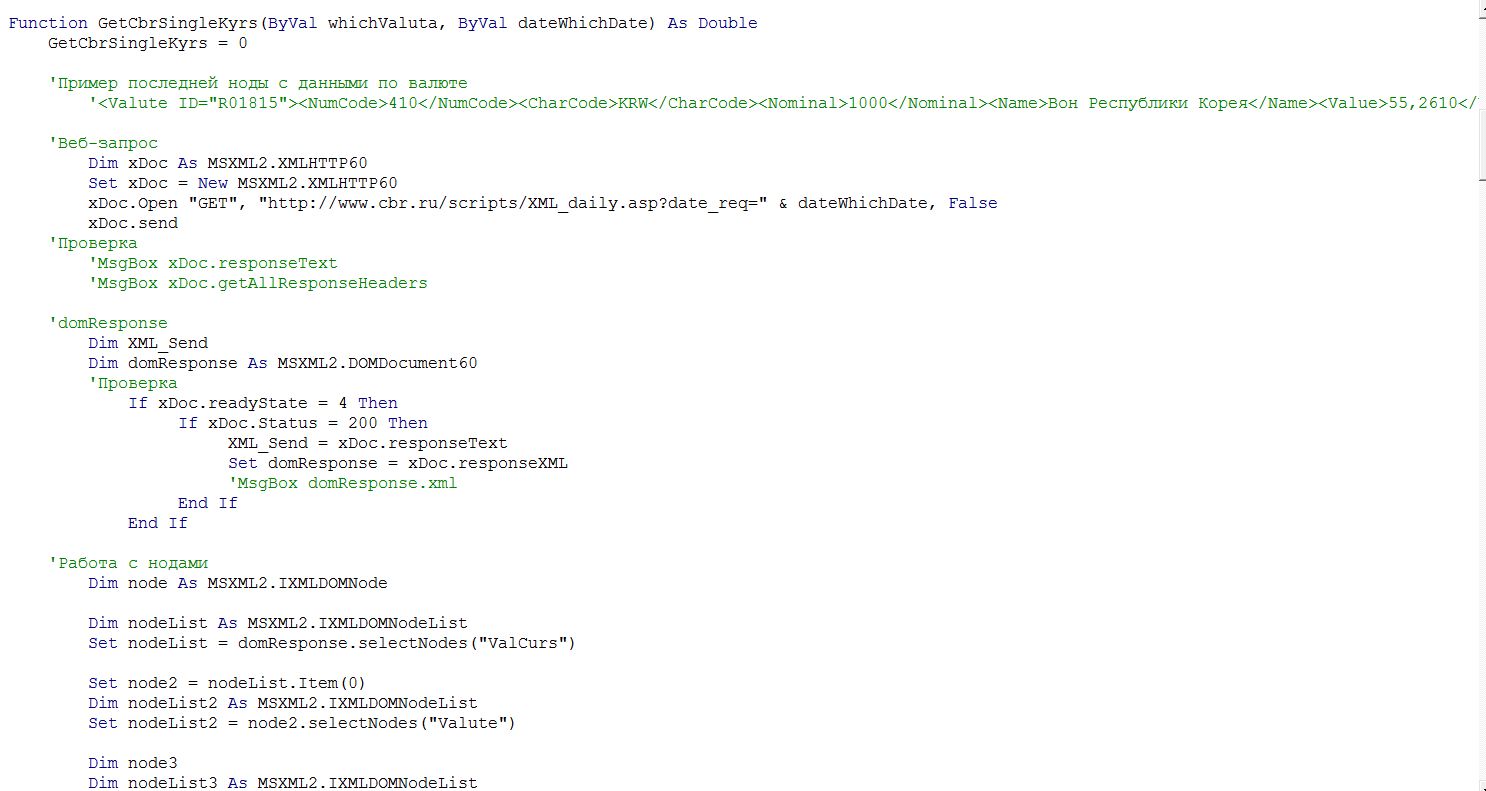 Function GetCbrSingleKyrs(ByVal whichValuta, ByVal dateWhichDate) As Double
GetCbrSingleKyrs = 0
'Пример последней ноды с данными по валюте
'<Valute ID="R01815"><NumCode>410</NumCode><CharCode>KRW</CharCode><Nominal>1000</Nominal><Name>Вон Республики Корея</Name><Value>55,2610</
'Веб-запрос
Dim xDoc As MSXML2.XMLHTTP60
Set xDoc = New MSXML2.XMLHTTP60
xDoc.Open "GET", "http://www.cbr.ru/scripts/XML_daily.asp?date_req=" & dateWhichDate, False
xDoc.send
'Проверка
'MsgBox xDoc.responseText
'MsgBox xDoc.getAllResponseHeaders
'domResponse
Dim XML_Send
Dim domResponse As MSXML2.DOMDocument60
'Проверка
If xDoc.readyState = 4 Then
If xDoc.Status = 200 Then
XML_Send = xDoc.responseText
Set domResponse = xDoc.responseXML
'MsgBox domResponse.xml
End If
End If
'Работа с нодами
Dim node As MSXML2.IXMLDOMNode
Dim nodeList As MSXML2.IXMLDOMNodeList
Set nodeList = domResponse.selectNodes("ValCurs")
Set node2 = nodeList.Item(0)
Dim nodeList2 As MSXML2.IXMLDOMNodeList
Set nodeList2 = node2.selectNodes("Valute")
Dim node3
Dim nodeList3 As MSXML2.IXMLDOMNodeList